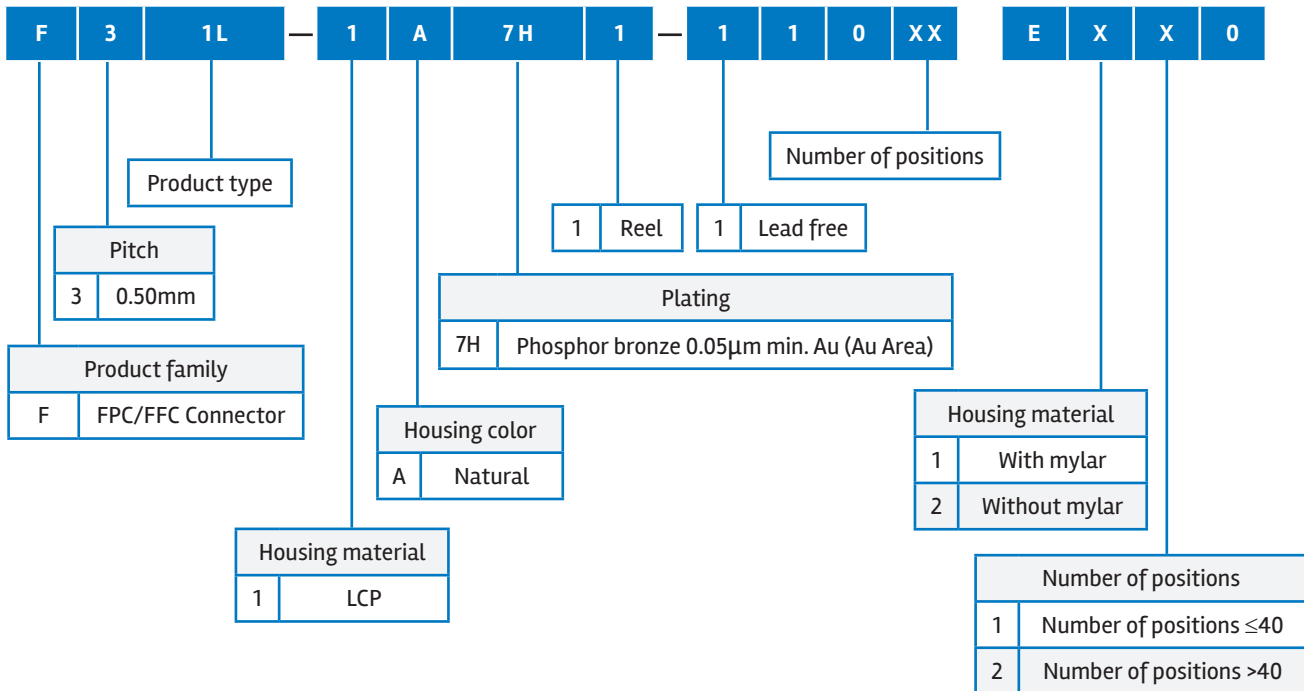 F 3 1L — 1 A 7H 1 — 1 1 0 XX E X X 0
Number of positions
Product type
1 Reel 1 Lead free
Pitch
3 0.50mm
Plating
7H Phosphor bronze 0.05μm min. Au (Au Area)
Product family
F FPC/FFC Connector
Housing material
1 With mylar
2 Without mylar
Housing color
A Natural
Housing material
1 LCP
Number of positions
1 Number of positions ≤40
2 Number of positions >40